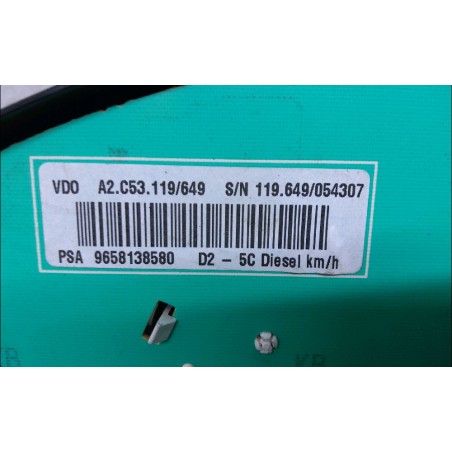 VDO A2.C53.119/649 S/N 119.649/054307
PSA 9658138580 D2 - 5C Diesel km/h